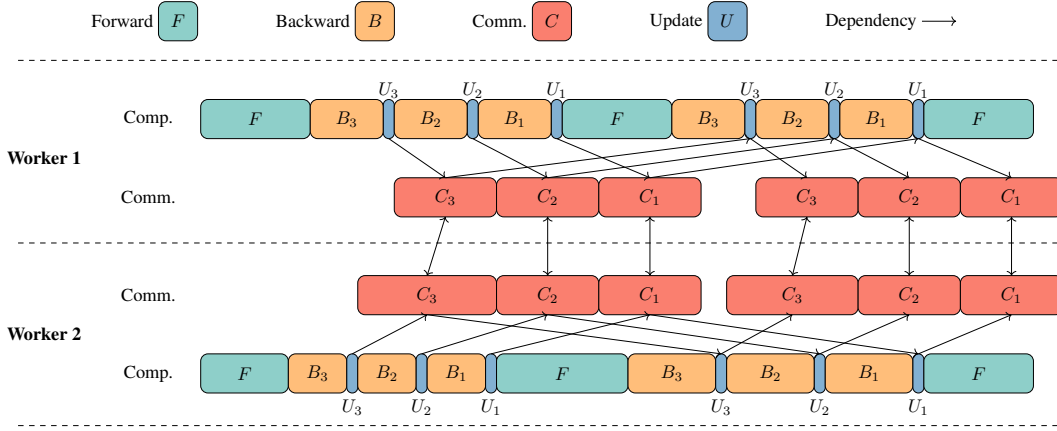 Forward F Backward B Comm. C Update U Dependency
U₃ U₂ U₁ U₃ U₂ U₁
Comp. F B₃ B₂ B₁ F B₃ B₂ B₁ F
Worker 1
Comm. C₃ C₂ C₁ C₃ C₂ C₁
Comm. C₃ C₂ C₁ C₃ C₂ C₁
Worker 2
Comp. F B₃ B₂ B₁ F B₃ B₂ B₁ F
U₃ U₂ U₁ U₃ U₂ U₁